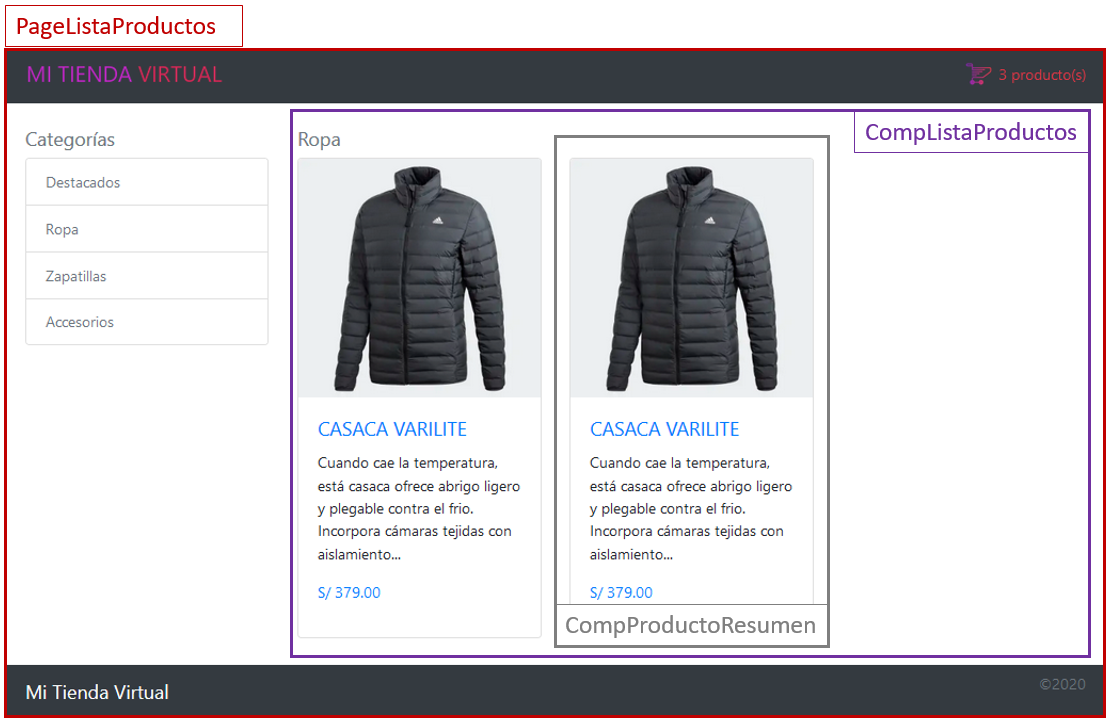 PageListaProductos
MI TIENDA VIRTUAL
3 producto(s)
Categorías
Destacados
Ropa
Zapatillas
Accesorios
CompListaProductos
Ropa
CASACA VARILITE
Cuando cae la temperatura,
está casaca ofrece abrigo ligero
y plegable contra el frio.
Incorpora cámaras tejidas con
aislamiento...
S/ 379.00
CASACA VARILITE
Cuando cae la temperatura,
está casaca ofrece abrigo ligero
y plegable contra el frio.
Incorpora cámaras tejidas con
aislamiento...
S/ 379.00
CompProductoResumen
Mi Tienda Virtual
©2020